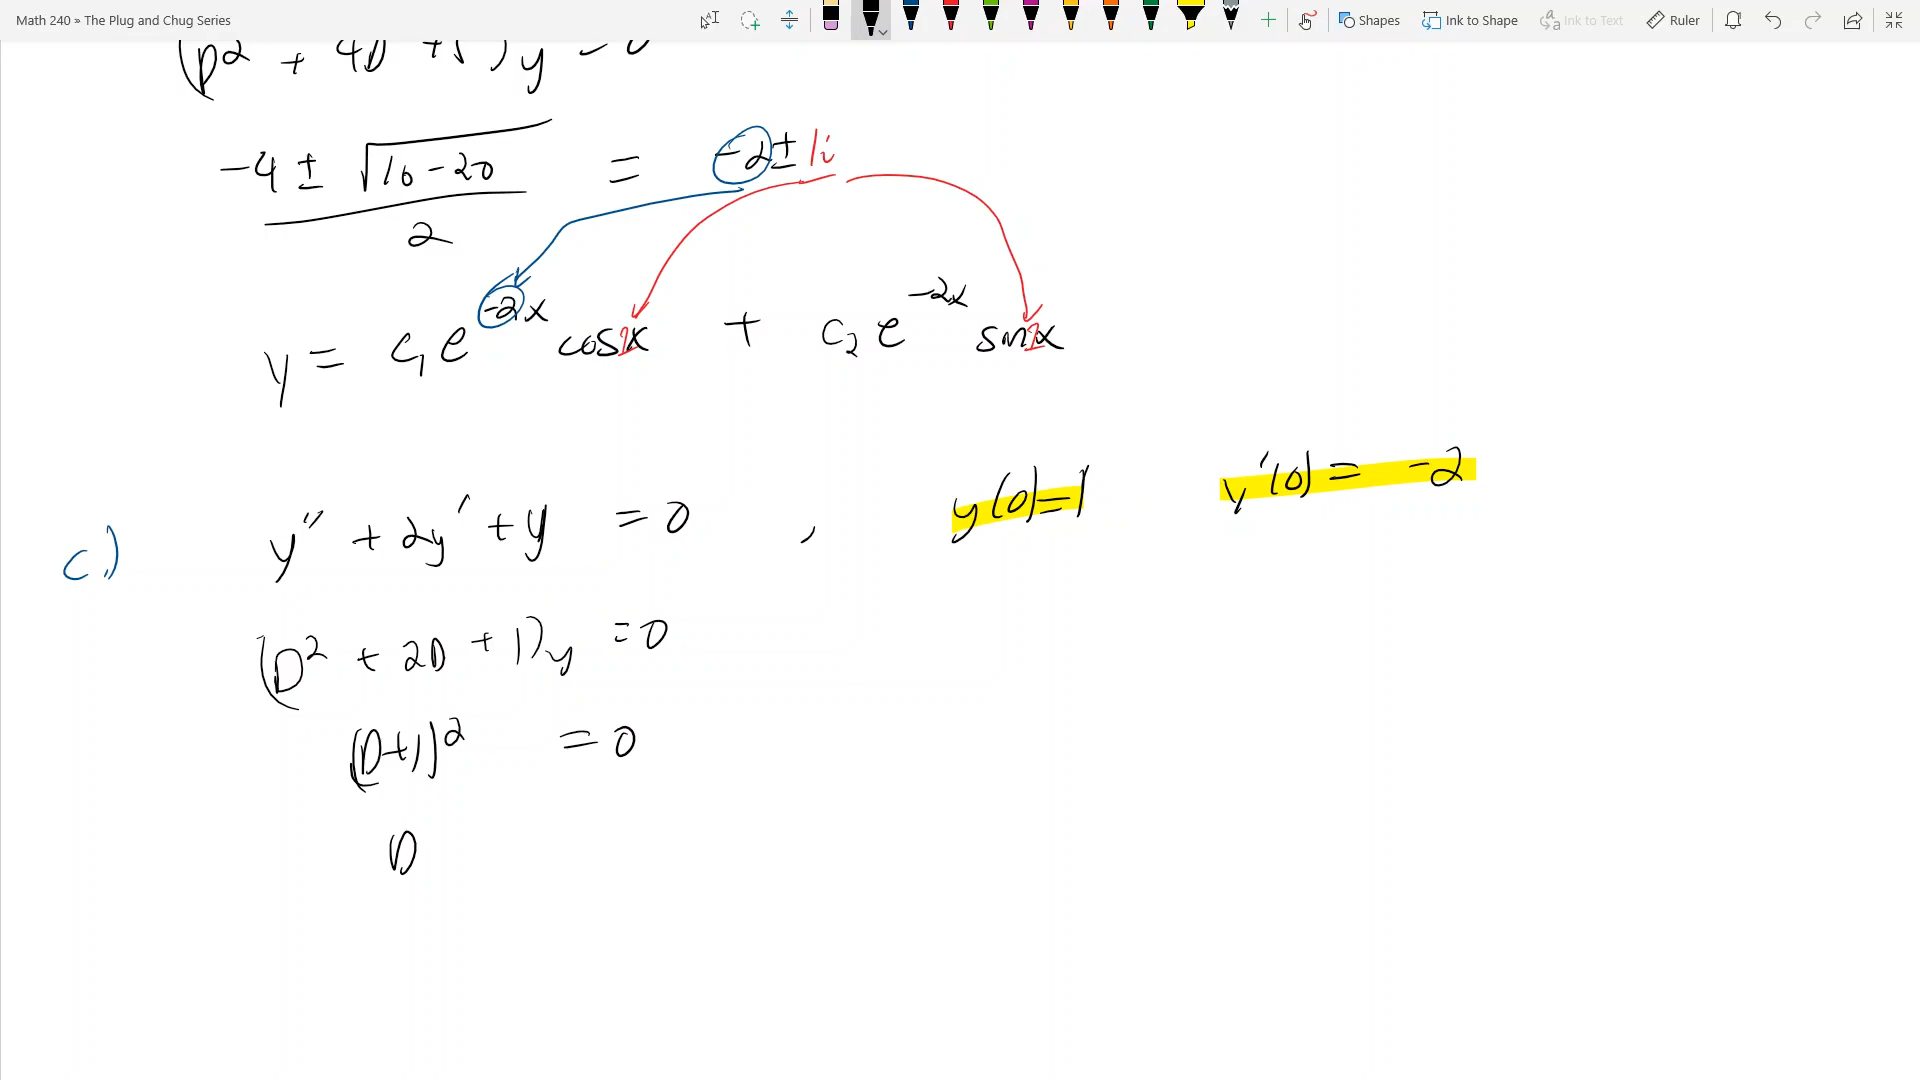 Math 240 » The Plug and Chug Series
Shapes Ink to Shape Ink to Text Ruler
(D² + 4D + 5)y = 0
-4 ± √16-20 / 2 = -2 ± 1i
y = c₁e^-2x cos1x + c₂e^-2x sin1x
c.) y'' + 2y' + y = 0 , y(0)=1 y'(0) = -2
(D² + 2D + 1)y = 0
(D+1)² = 0
D